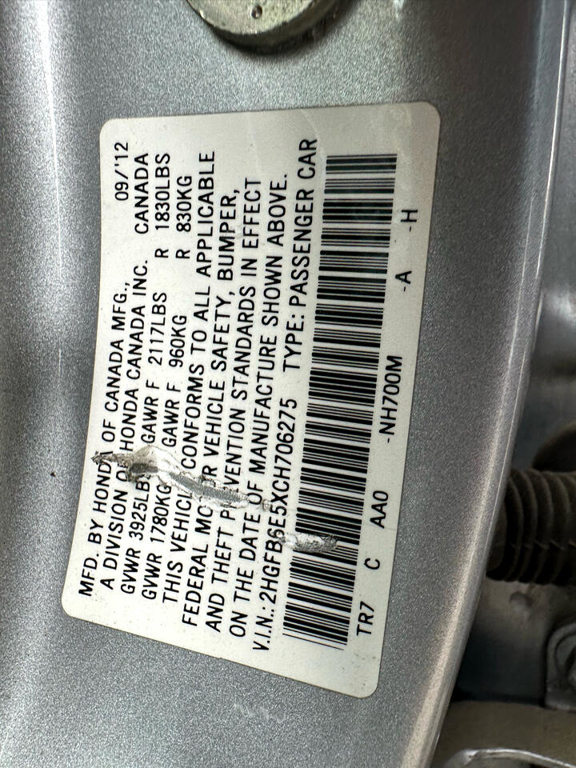 MFD. BY HONDA OF CANADA MFG., 09/'12
A DIVISION OF HONDA CANADA INC. CANADA
GVWR 3925LBS GAWR F 2117LBS R 1830LBS
GVWR 1780KG GAWR F 960KG R 830KG
THIS VEHICLE CONFORMS TO ALL APPLICABLE
FEDERAL MOTOR VEHICLE SAFETY, BUMPER,
AND THEFT PREVENTION STANDARDS IN EFFECT
ON THE DATE OF MANUFACTURE SHOWN ABOVE.
V.I.N.: 2HGFB6E5XCH706275 TYPE: PASSENGER CAR
TR7 C AA0 -NH700M -A -H